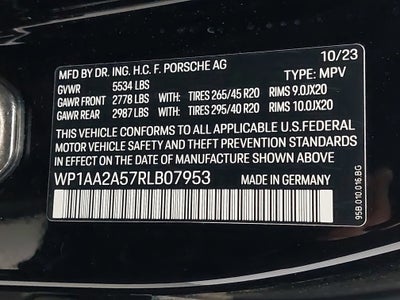 10/23
MFD BY DR. ING. H.C. F. PORSCHE AG
GVWR 5534 LBS TYPE: MPV
GAWR FRONT 2778 LBS WITH: TIRES 265/45 R20 RIMS 9.0JX20
GAWR REAR 2987 LBS WITH: TIRES 295/40 R20 RIMS 10.0JX20
THIS VEHICLE CONFORMS TO ALL APPLICABLE U.S.FEDERAL
MOTOR VEHICLE SAFETY AND THEFT PREVENTION STANDARDS
IN EFFECT ON THE DATE OF MANUFACTURE SHOWN ABOVE.
WP1AA2A57RLB07953
95B.010.016.BG